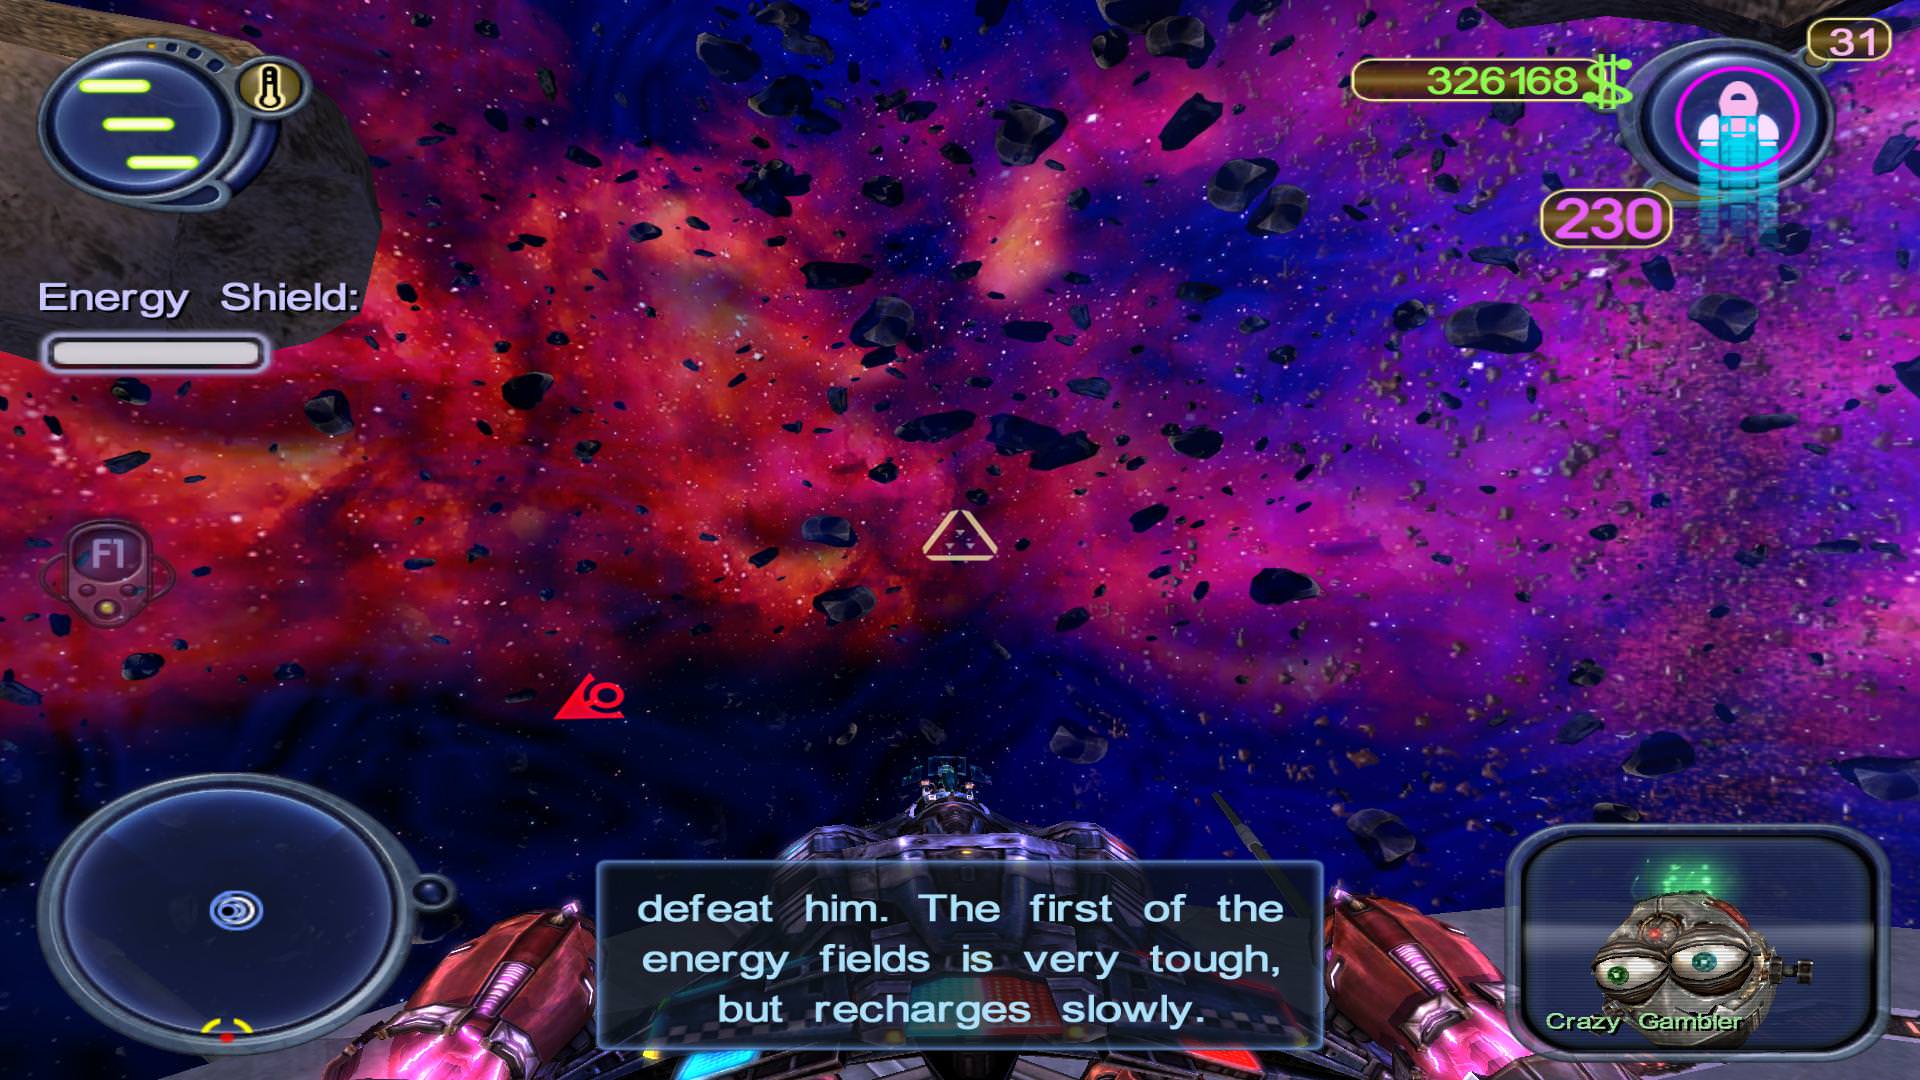 31
326168$
230
Energy Shield:
F1
defeat him. The first of the
energy fields is very tough,
but recharges slowly.
Crazy Gambler